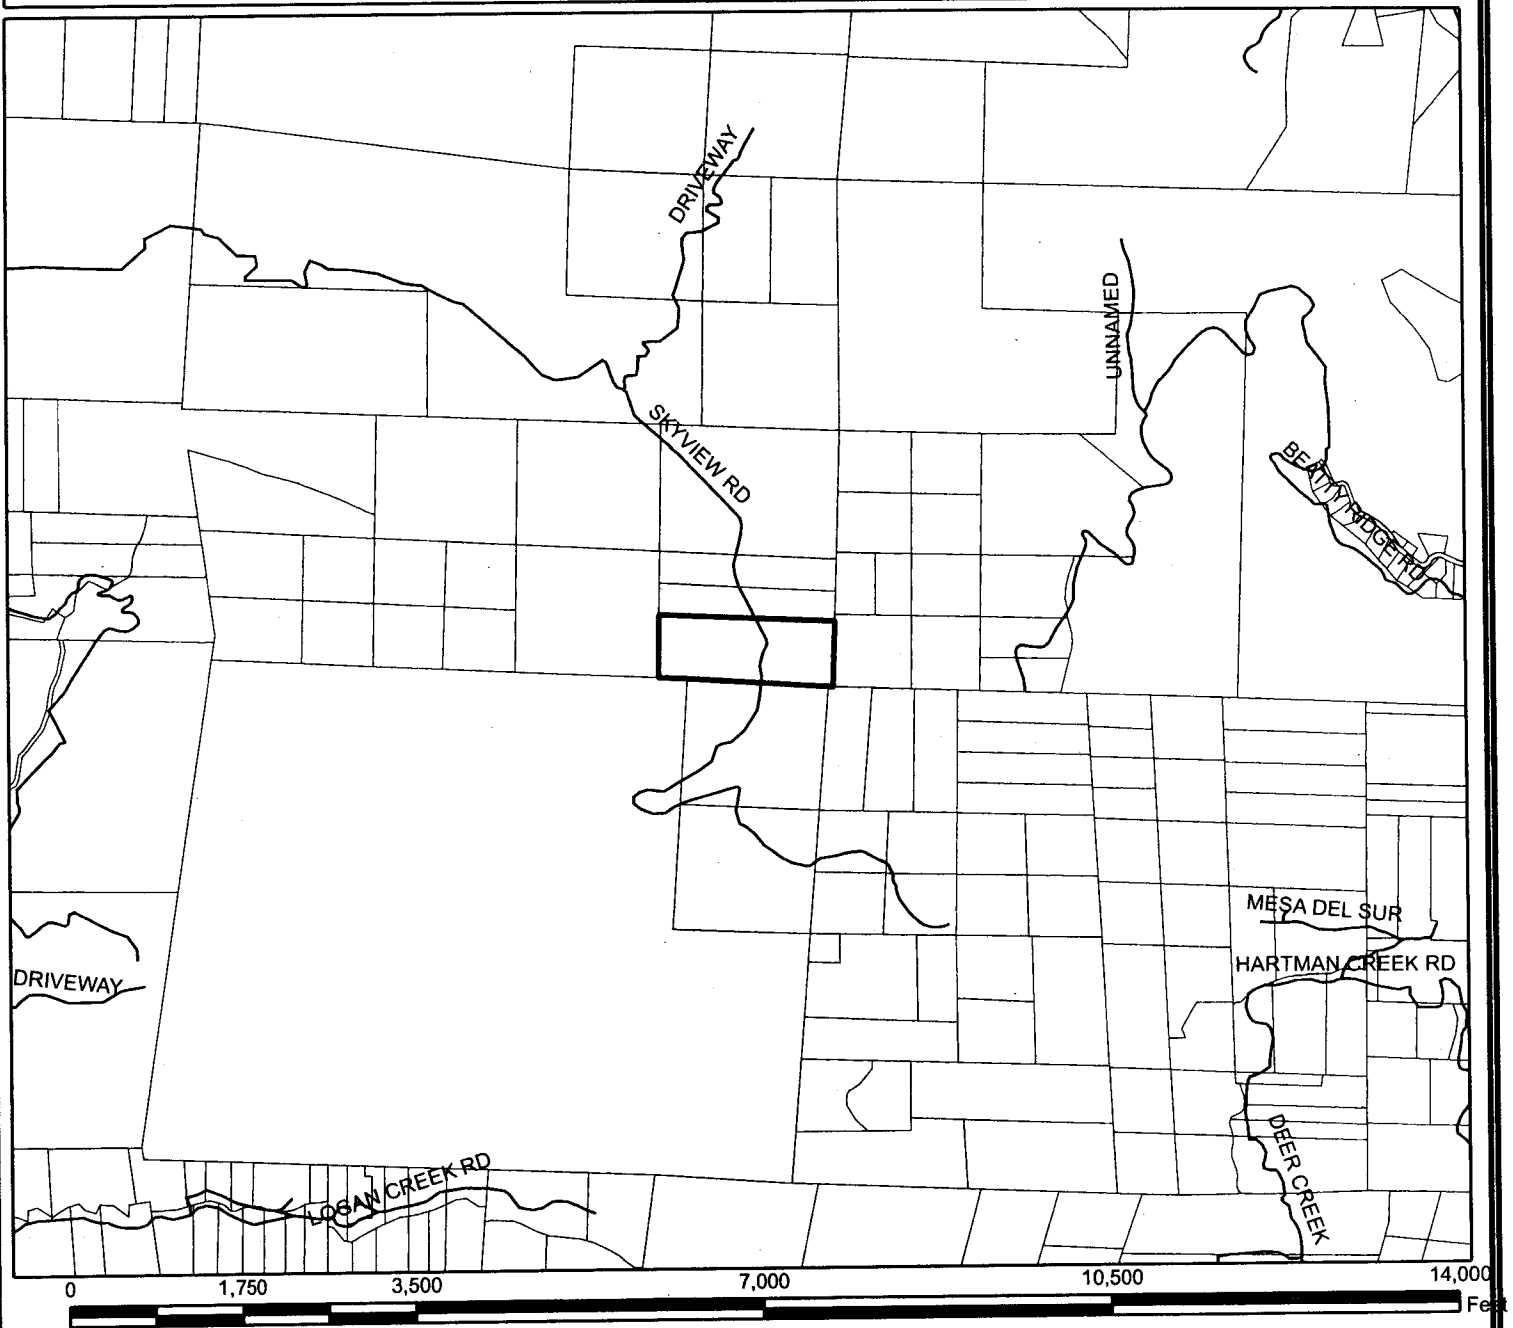 DRIVEWAY
UNNAMED
SKYVIEW RD
BEATTY RIDGE RD
MESA DEL SUR
HARTMAN CREEK RD
DRIVEWAY
DEER CREEK
LOGAN CREEK RD
0 1,750 3,500 7,000 10,500 14,000
Feet